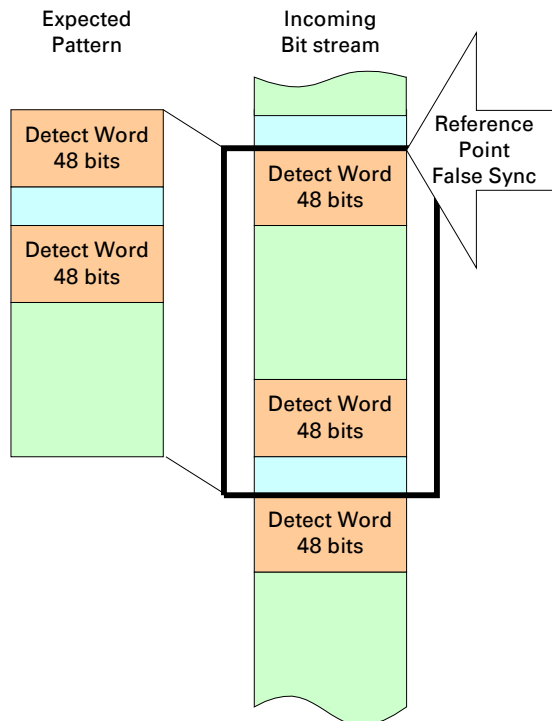 Expected
Pattern
Incoming
Bit stream
Detect Word
48 bits
Detect Word
48 bits
Reference
Point
False Sync
Detect Word
48 bits
Detect Word
48 bits
Detect Word
48 bits